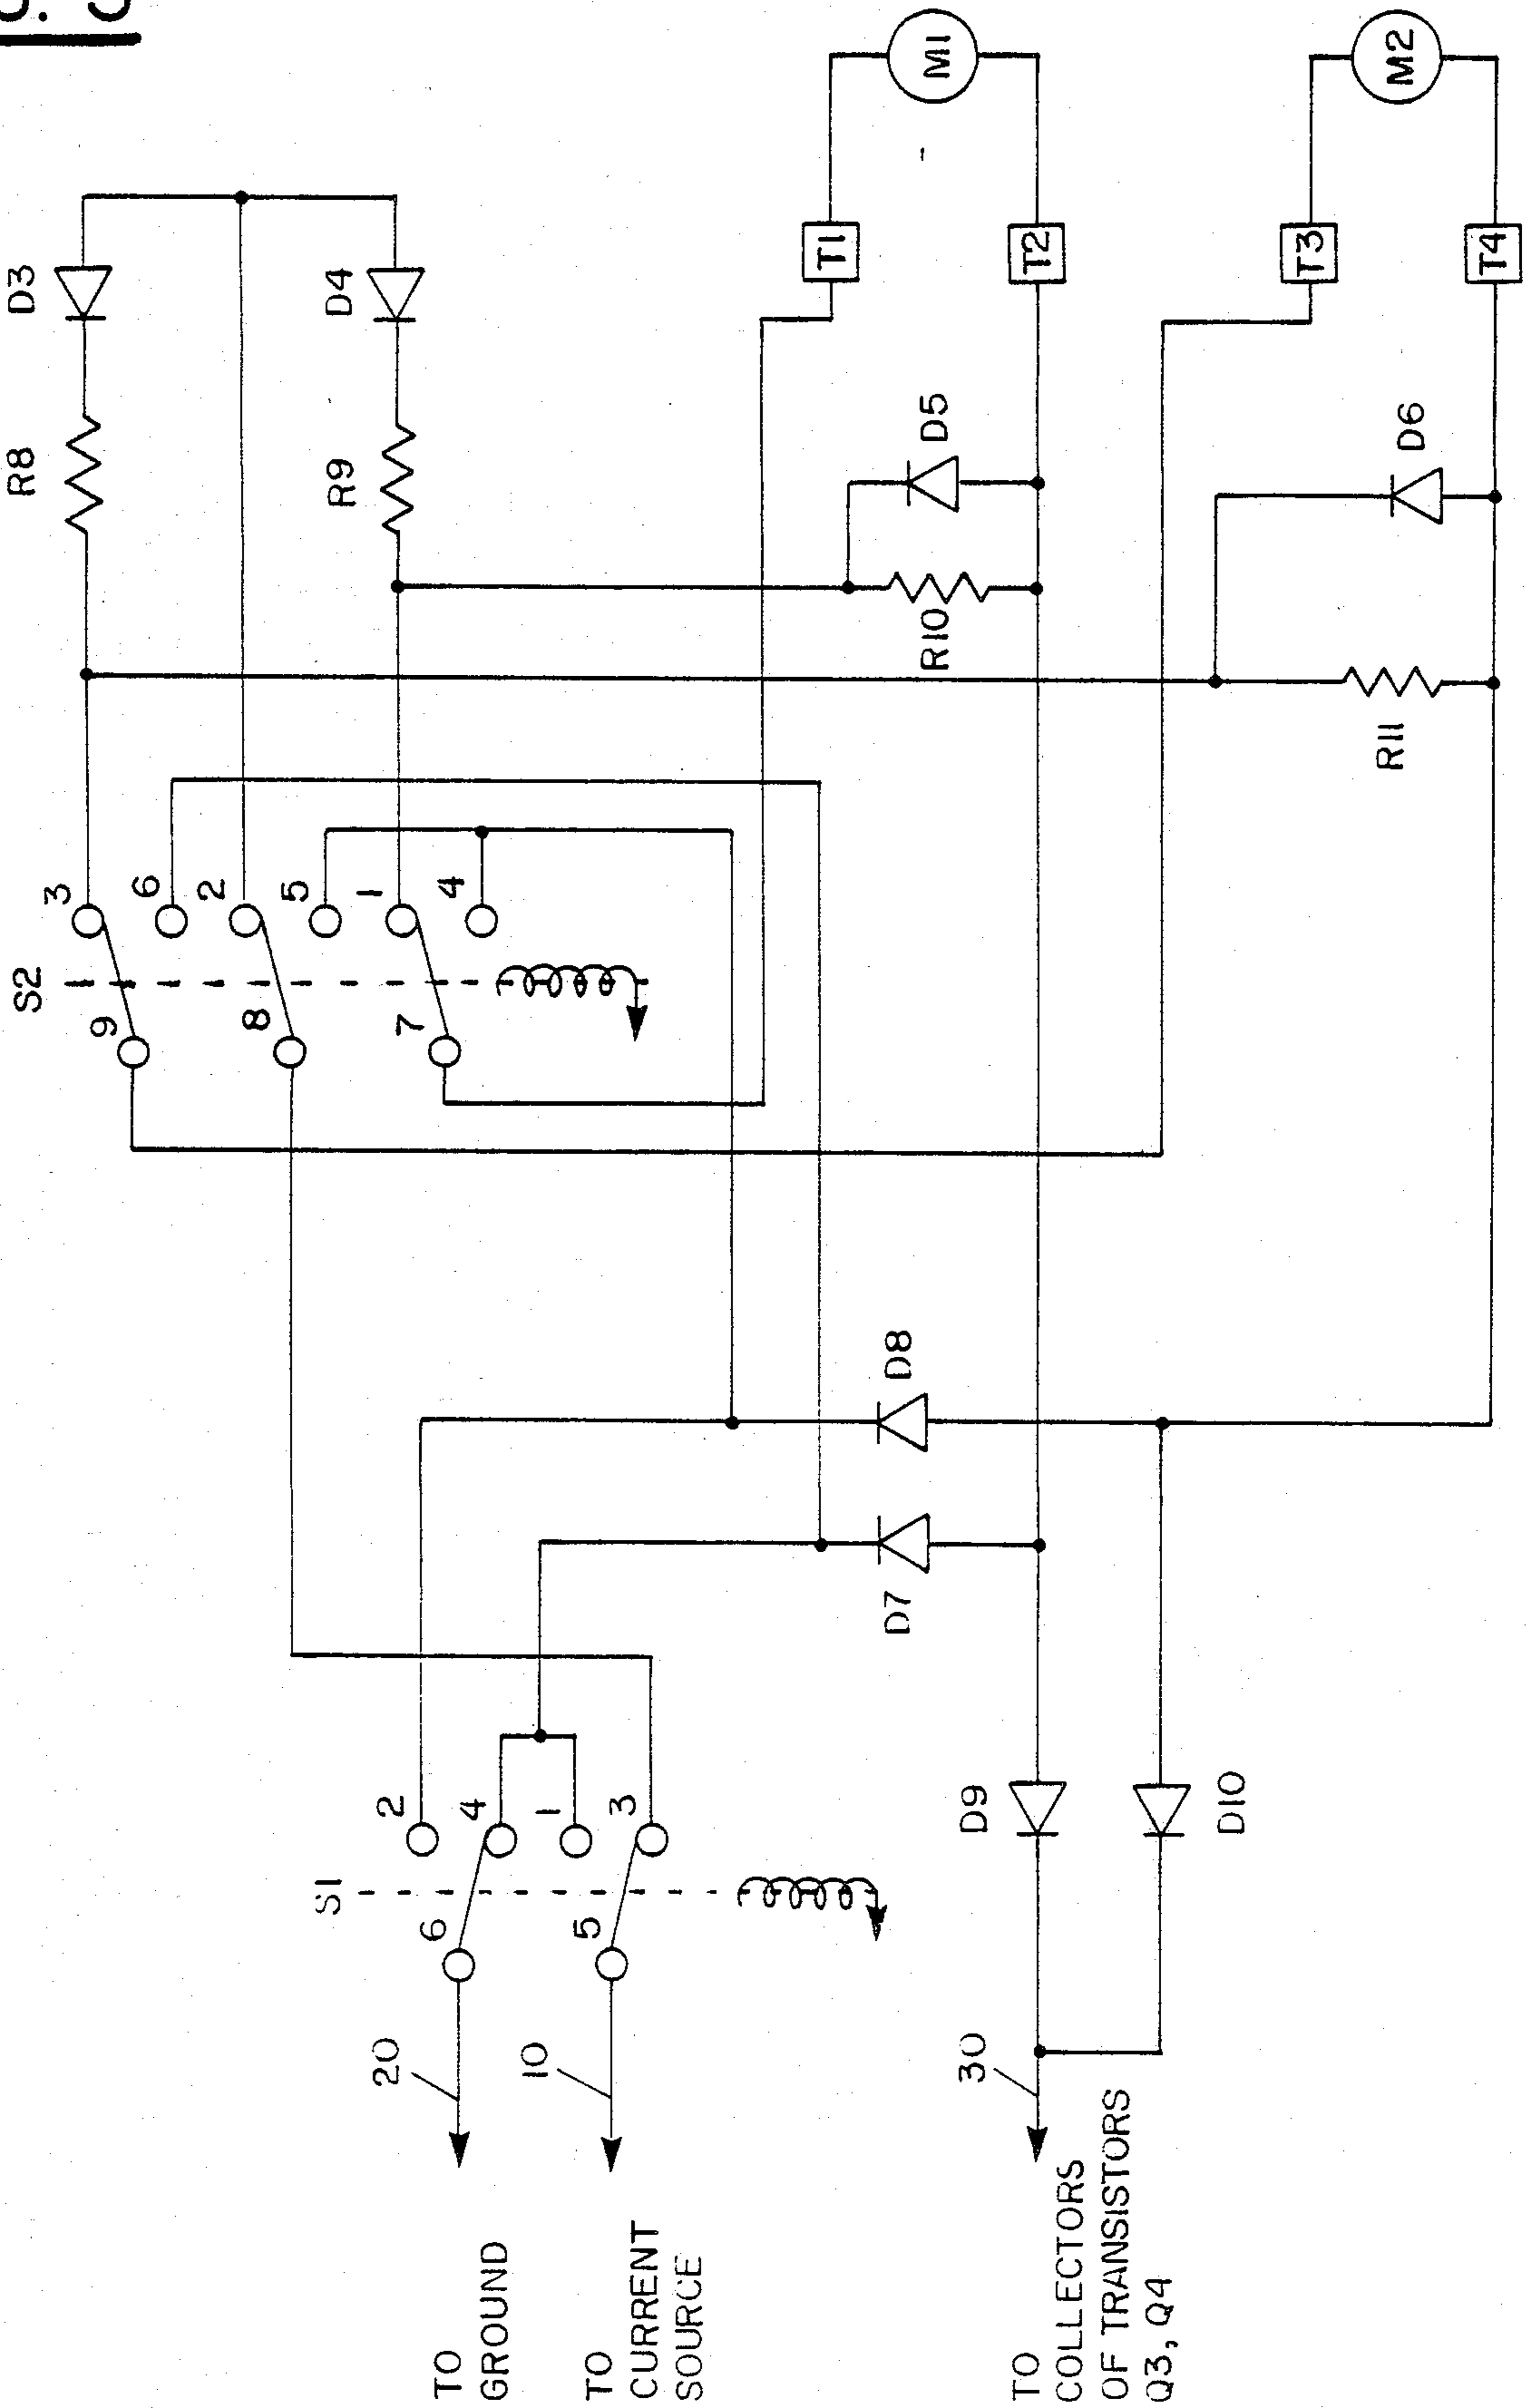 M1
M2
D3
D4
T1
T2
T3
T4
R8
R9
D5
D6
R10
R11
3
6
2
5
1
4
S2
9
8
7
D8
D7
2
4
1
3
D9
D10
S1
6
5
20
10
30
TO
GROUND
TO
CURRENT
SOURCE
TO
COLLECTORS
OF TRANSISTORS
Q3, Q4